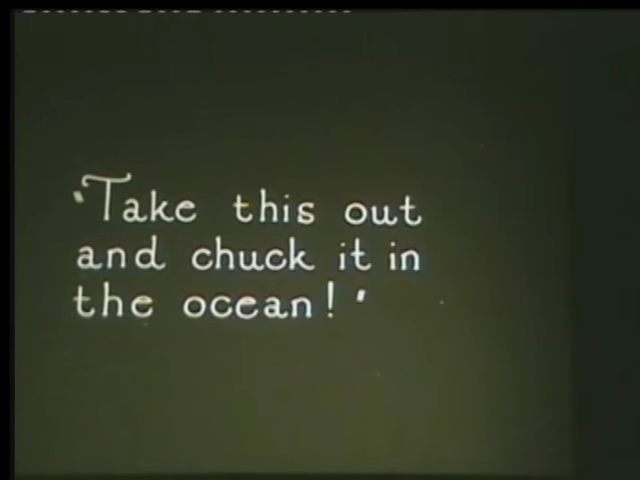 'Take this out
and chuck it in
the ocean!'